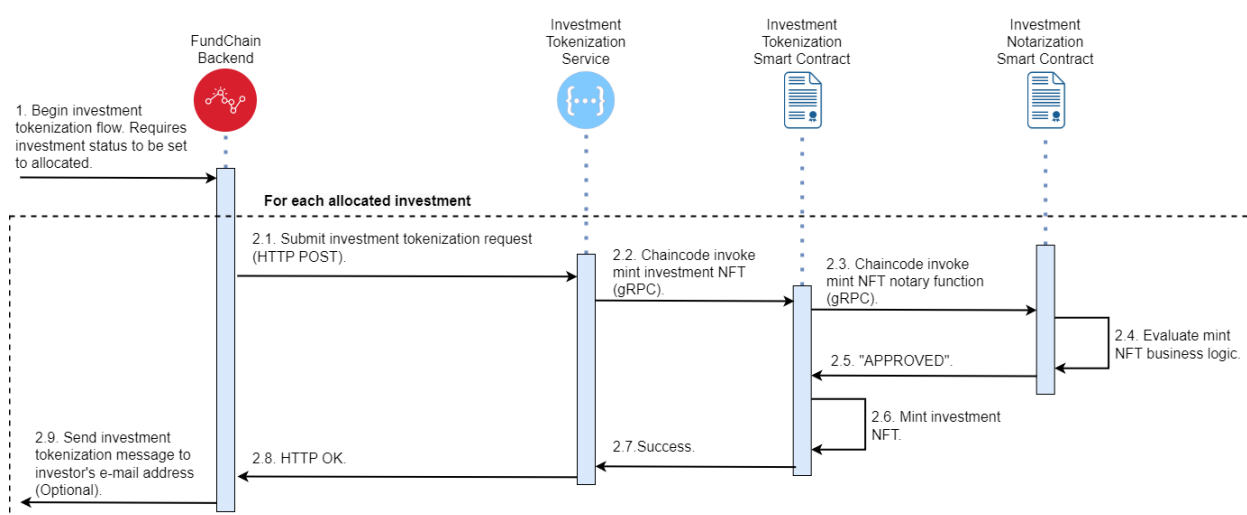 FundChain
Backend
Investment
Tokenization
Service
Investment
Tokenization
Smart Contract
Investment
Notarization
Smart Contract
{...}
1. Begin investment
tokenization flow. Requires
investment status to be set
to allocated.
For each allocated investment
2.1. Submit investment tokenization request
(HTTP POST).
2.2. Chaincode invoke
mint investment NFT
(gRPC).
2.3. Chaincode invoke
mint NFT notary function
(gRPC).
2.4. Evaluate mint
NFT business logic.
2.5. "APPROVED".
2.6. Mint investment
NFT.
2.7.Success.
2.8. HTTP OK.
2.9. Send investment
tokenization message to
investor's e-mail address
(Optional).